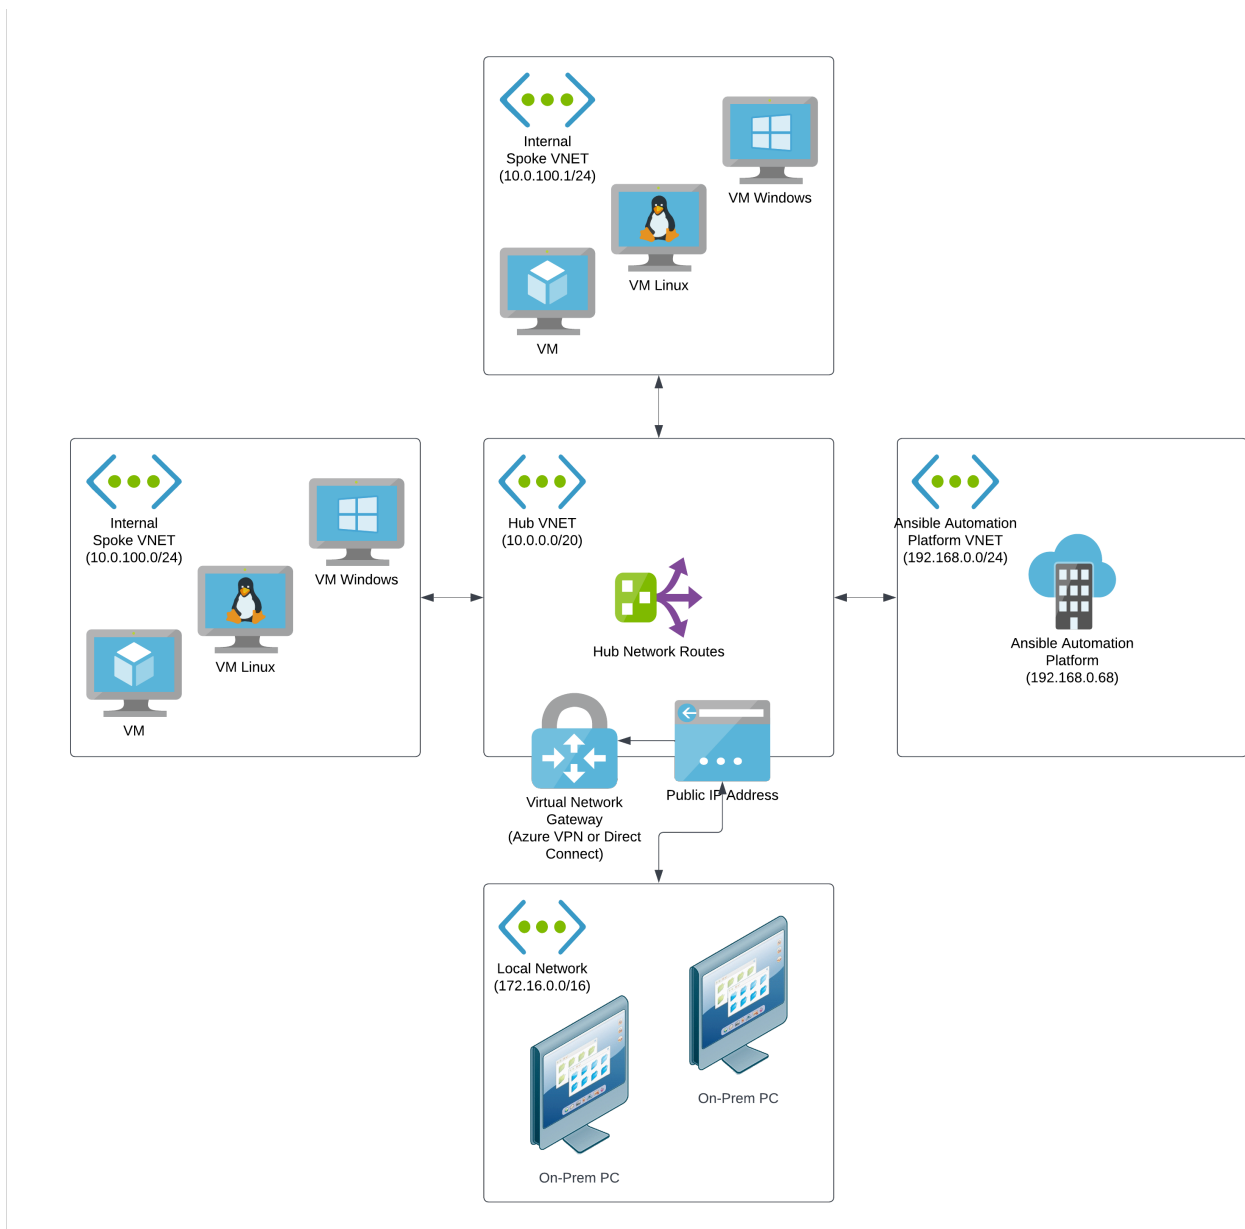 Internal
Spoke VNET
(10.0.100.1/24)
VM Windows
VM Linux
VM
Internal
Spoke VNET
(10.0.100.0/24)
VM Windows
VM Linux
VM
Hub VNET
(10.0.0.0/20)
Hub Network Routes
Ansible Automation
Platform VNET
(192.168.0.0/24)
Ansible Automation
Platform
(192.168.0.68)
Virtual Network
Gateway
(Azure VPN or Direct
Connect)
Public IP Address
Local Network
(172.16.0.0/16)
On-Prem PC
On-Prem PC